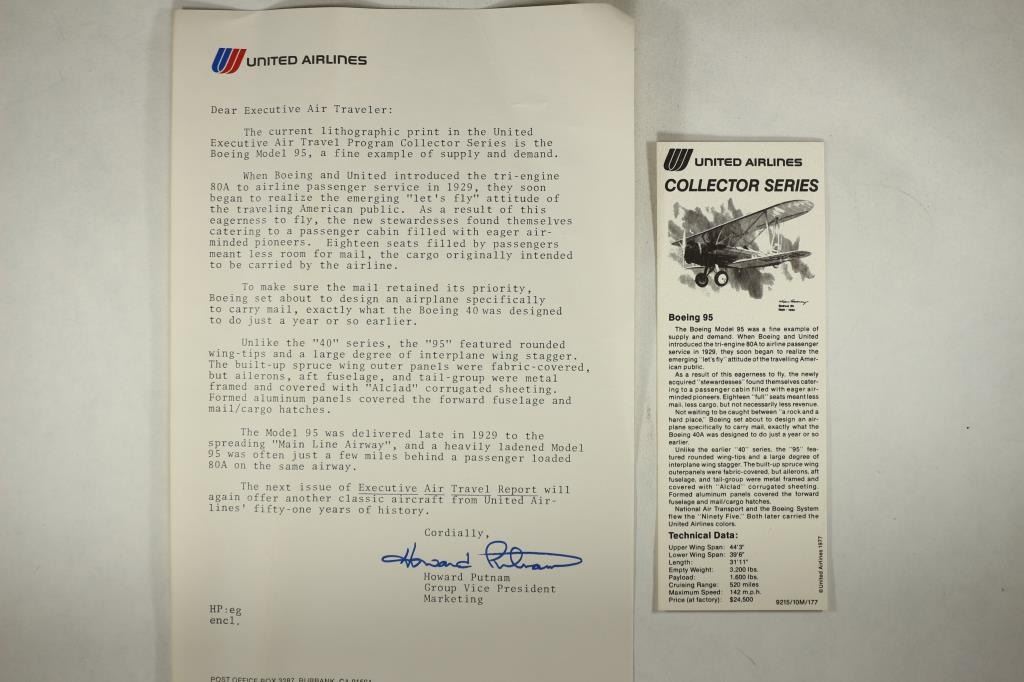 UNITED AIRLINES
Dear Executive Air Traveler:
The current lithographic print in the United
Executive Air Travel Program Collector Series is the
Boeing Model 95, a fine example of supply and demand.
When Boeing and United introduced the tri-engine
80A to airline passenger service in 1929, they soon
began to realize the emerging "let's fly" attitude of
the traveling American public. As a result of this
eagerness to fly, the new stewardesses found themselves
catering to a passenger cabin filled with eager air-
minded pioneers. Eighteen seats filled by passengers
meant less room for mail, the cargo originally intended
to be carried by the airline.
To make sure the mail retained its priority,
Boeing set about to design an airplane specifically
to carry mail, exactly what the Boeing 40 was designed
to do just a year or so earlier.
Unlike the "40" series, the "95" featured rounded
wing-tips and a large degree of interplane wing stagger.
The built-up spruce wing outer panels were fabric-covered,
but ailerons, aft fuselage, and tail-group were metal
framed and covered with "Alclad" corrugated sheeting.
Formed aluminum panels covered the forward fuselage and
mail/cargo hatches.
The Model 95 was delivered late in 1929 to the
spreading "Main Line Airway", and a heavily ladened Model
95 was often just a few miles behind a passenger loaded
80A on the same airway.
The next issue of Executive Air Travel Report will
again offer another classic aircraft from United Air-
lines' fifty-one years of history.
Cordially,
Howard Putnam
Howard Putnam
Group Vice President
Marketing
HP:eg
encl.
POST OFFICE BOX 3287, BURBANK, CA
UNITED AIRLINES
COLLECTOR SERIES
Boeing 95
The Boeing Model 95 was a fine example of
supply and demand. When Boeing and United
introduced the tri-engine 80A to airline passenger
service in 1929, they soon began to realize the
emerging "let's fly" attitude of the travelling Amer-
ican public.
As a result of this eagerness to fly, the newly
acquired "stewardesses" found themselves cater-
ing to a passenger cabin filled with eager air-
minded pioneers. Eighteen "full" seats meant less
mail, less cargo, but not necessarily less revenue.
Not waiting to be caught between "a rock and a
hard place," Boeing set about to design an air-
plane specifically to carry mail, exactly what the
Boeing 40A was designed to do just a year or so
earlier.
Unlike the earlier "40" series, the "95" fea-
tured rounded wing-tips and a large degree of
interplane wing stagger. The built-up spruce wing
outerpanels were fabric-covered, but ailerons, aft
fuselage, and tail-group were metal framed and
covered with "Alclad" corrugated sheeting.
Formed aluminum panels covered the forward
fuselage and mail/cargo hatches.
National Air Transport and the Boeing System
flew the "Ninety Five." Both later carried the
United Airlines colors.
Technical Data:
Upper Wing Span: 44'3"
Lower Wing Span: 39'6"
Length: 31'11"
Empty Weight: 3,200 lbs.
Payload: 1,600 lbs.
Cruising Range: 520 miles
Maximum Speed: 142 m.p.h.
Price (at factory): $24,500
9215/10M/177
©United Airlines 1977